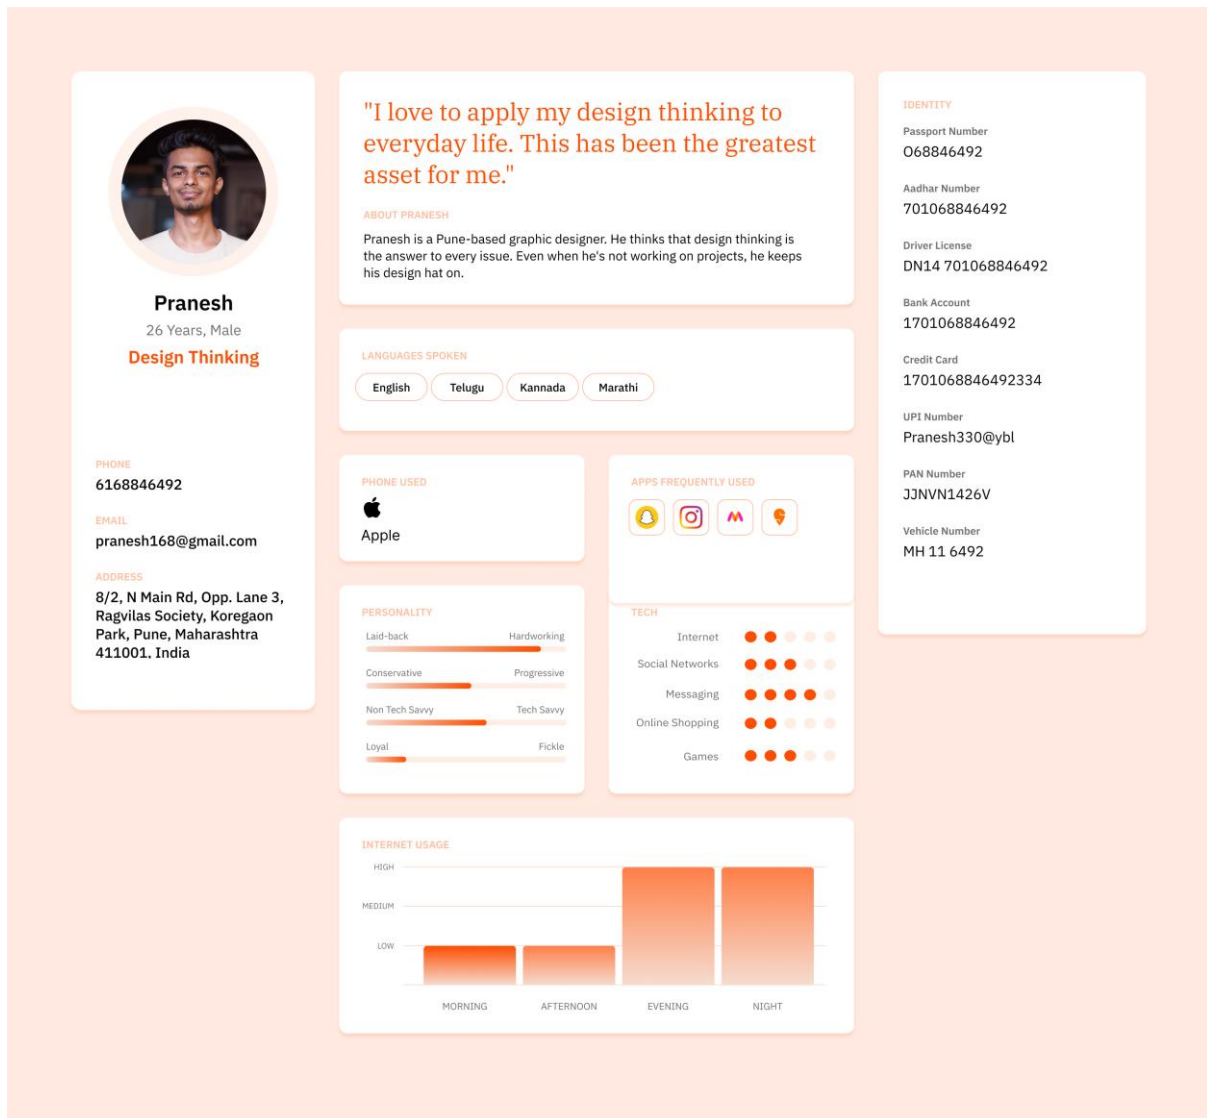 Pranesh
26 Years, Male
Design Thinking
PHONE
6168846492
EMAIL
pranesh168@gmail.com
ADDRESS
8/2, N Main Rd, Opp. Lane 3,
Ragvilas Society, Koregaon
Park, Pune, Maharashtra
411001, India
"I love to apply my design thinking to
everyday life. This has been the greatest
asset for me."
ABOUT PRANESH
Pranesh is a Pune-based graphic designer. He thinks that design thinking is
the answer to every issue. Even when he's not working on projects, he keeps
his design hat on.
LANGUAGES SPOKEN
English Telugu Kannada Marathi
PHONE USED
Apple
APPS FREQUENTLY USED
PERSONALITY
Laid-back Hardworking
Conservative Progressive
Non Tech Savvy Tech Savvy
Loyal Fickle
TECH
Internet
Social Networks
Messaging
Online Shopping
Games
INTERNET USAGE
HIGH
MEDIUM
LOW
MORNING AFTERNOON EVENING NIGHT
IDENTITY
Passport Number
O68846492
Aadhar Number
701068846492
Driver License
DN14 701068846492
Bank Account
1701068846492
Credit Card
1701068846492334
UPI Number
Pranesh330@ybl
PAN Number
JJNVN1426V
Vehicle Number
MH 11 6492